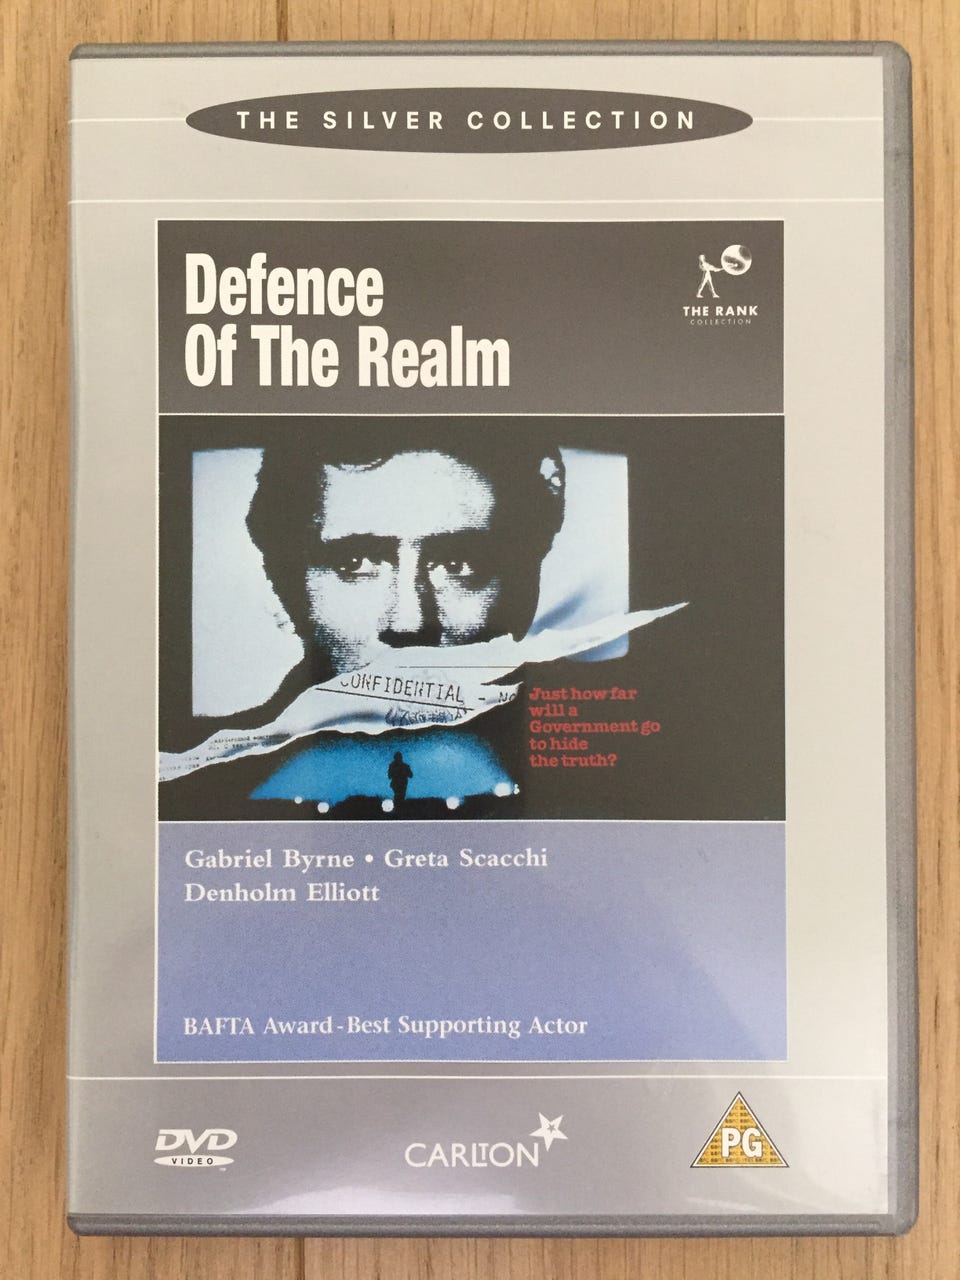 THE SILVER COLLECTION
Defence
Of The Realm
THE RANK
COLLECTION
CONFIDENTIAL - NO
Just how far
will a
Government go
to hide
the truth?
Gabriel Byrne • Greta Scacchi
Denholm Elliott
BAFTA Award-Best Supporting Actor
DVD
VIDEO
CARLTON
PG